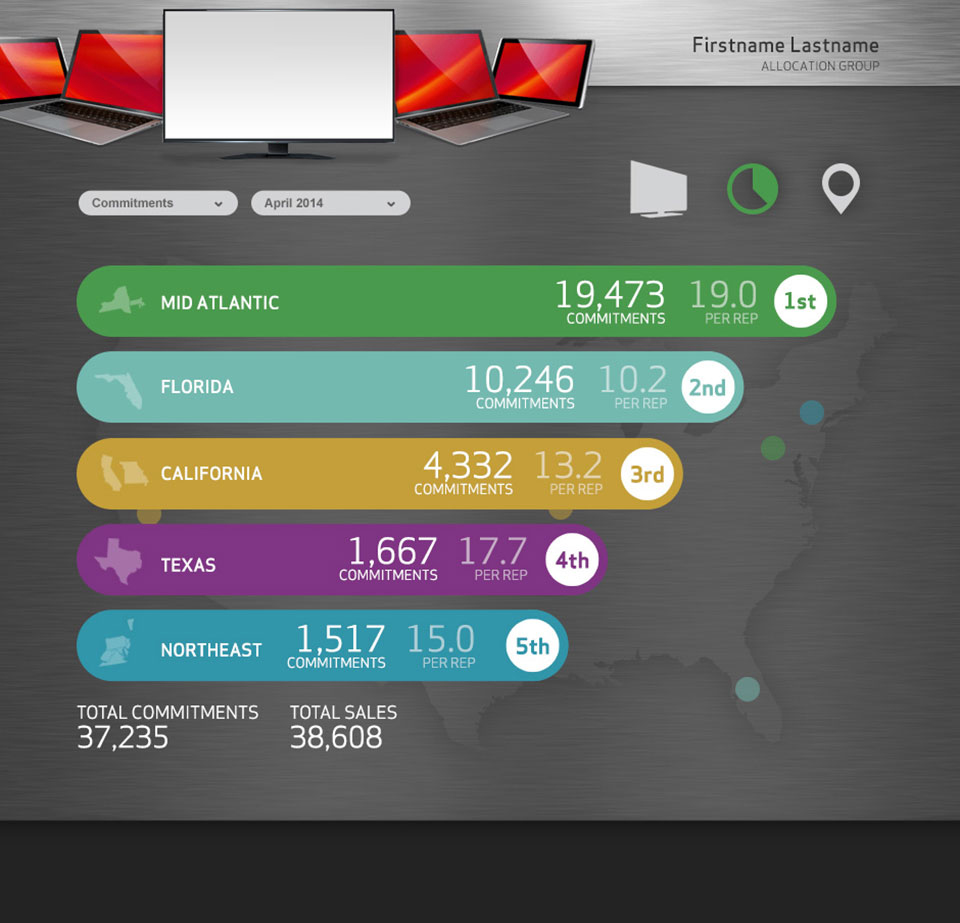 Firstname Lastname
ALLOCATION GROUP
Commitments
April 2014
MID ATLANTIC
19,473
COMMITMENTS
19.0
PER REP
1st
FLORIDA
10,246
COMMITMENTS
10.2
PER REP
2nd
CALIFORNIA
4,332
COMMITMENTS
13.2
PER REP
3rd
TEXAS
1,667
COMMITMENTS
17.7
PER REP
4th
NORTHEAST
1,517
COMMITMENTS
15.0
PER REP
5th
TOTAL COMMITMENTS
37,235
TOTAL SALES
38,608